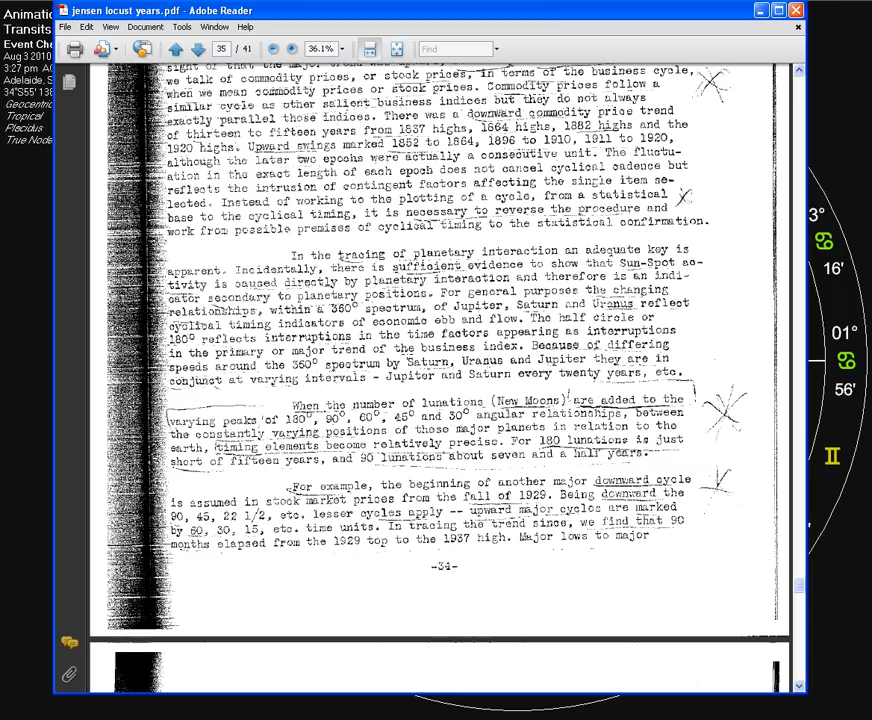 Animatio
Transits
Event Cha
Aug 3 2010
3:27 pm AC
Adelaide, S
34°S55' 138
Geocentric
Tropical
Placidus
True Node
jensen locust years.pdf - Adobe Reader
File Edit View Document Tools Window Help
35 / 41 36.1% Find
sight of that the major trend was
we talk of commodity prices, or stock prices, in terms of the business cycle,
when we mean commodity prices or stock prices. Commodity prices follow a
similar cycle as other salient business indices but they do not always
exactly parallel those indices. There was a downward commodity price trend
of thirteen to fifteen years from 1837 highs, 1864 highs, 1882 highs and the
1920 highs. Upward swings marked 1852 to 1864, 1896 to 1910, 1911 to 1920,
although the later two epochs were actually a consecutive unit. The fluctu-
ation in the exact length of each epoch does not cancel cyclical cadence but
reflects the intrusion of contingent factors affecting the single item se-
lected. Instead of working to the plotting of a cycle, from a statistical
base to the cyclical timing, it is necessary to reverse the procedure and
work from possible premises of cyclical timing to the statistical confirmation.
In the tracing of planetary interaction an adequate key is
apparent. Incidentally, there is sufficient evidence to show that Sun-Spot ac-
tivity is caused directly by planetary interaction and therefore is an indi-
cator secondary to planetary positions. For general purposes the changing
relationships, within a 360° spectrum, of Jupiter, Saturn and Uranus reflect
cyclical timing indicators of economic ebb and flow. The half circle or
180° reflects interruptions in the time factors appearing as interruptions
in the primary or major trend of the business index. Because of differing
speeds around the 360° spectrum by Saturn, Uranus and Jupiter they are in
conjunct at varying intervals - Jupiter and Saturn every twenty years, etc.
When the number of lunations (New Moons) are added to the
varying peaks of 180°, 90°, 60°, 45° and 30° angular relationships, between
the constantly varying positions of these major planets in relation to the
earth, timing elements become relatively precise. For 180 lunations is just
short of fifteen years, and 90 lunations about seven and a half years.
For example, the beginning of another major downward cycle
is assumed in stock market prices from the fall of 1929. Being downward the
90, 45, 22 1/2, etc. lesser cycles apply -- upward major cycles are marked
by 60, 30, 15, etc. time units. In tracing the trend since, we find that 90
months elapsed from the 1929 top to the 1937 high. Major lows to major
-34-
3°
♋
16'
01°
♋
56'
♊